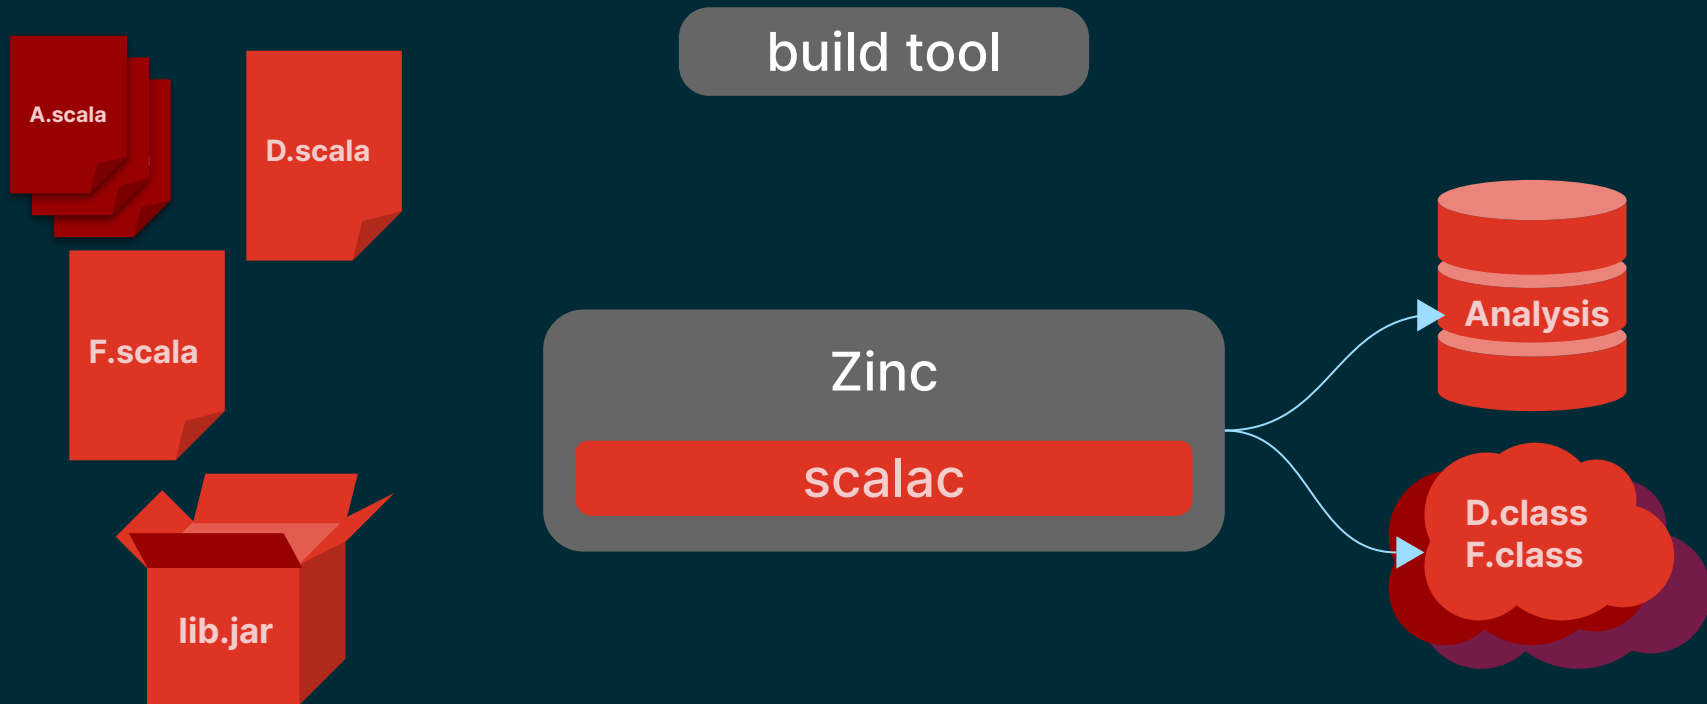 build tool
A.scala
D.scala
F.scala
lib.jar
Zinc
scalac
Analysis
D.class
F.class